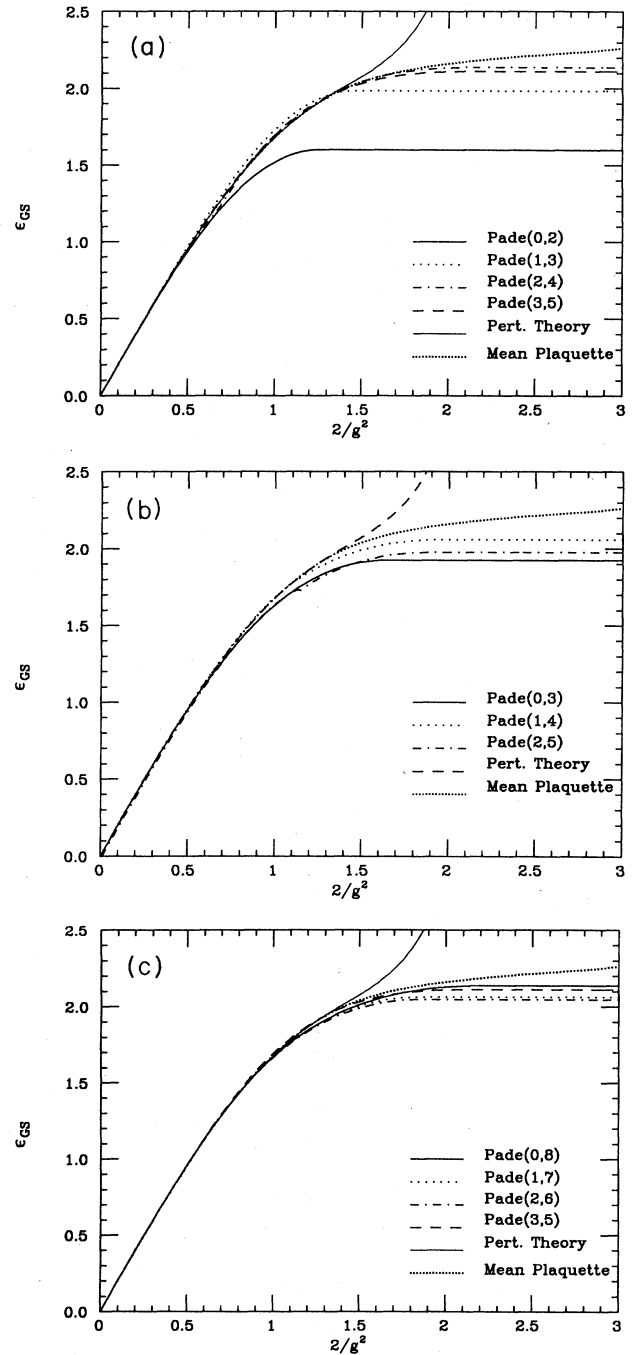 (a)
2.5
2.0
1.5
1.0
0.5
0.0
εGS
Pade(0,2)
Pade(1,3)
Pade(2,4)
Pade(3,5)
Pert. Theory
Mean Plaquette
0 0.5 1 1.5 2 2.5 3
2/g²
(b)
2.5
2.0
1.5
1.0
0.5
0.0
εGS
Pade(0,3)
Pade(1,4)
Pade(2,5)
Pert. Theory
Mean Plaquette
0 0.5 1 1.5 2 2.5 3
2/g²
(c)
2.5
2.0
1.5
1.0
0.5
0.0
εGS
Pade(0,8)
Pade(1,7)
Pade(2,6)
Pade(3,5)
Pert. Theory
Mean Plaquette
0 0.5 1 1.5 2 2.5 3
2/g²